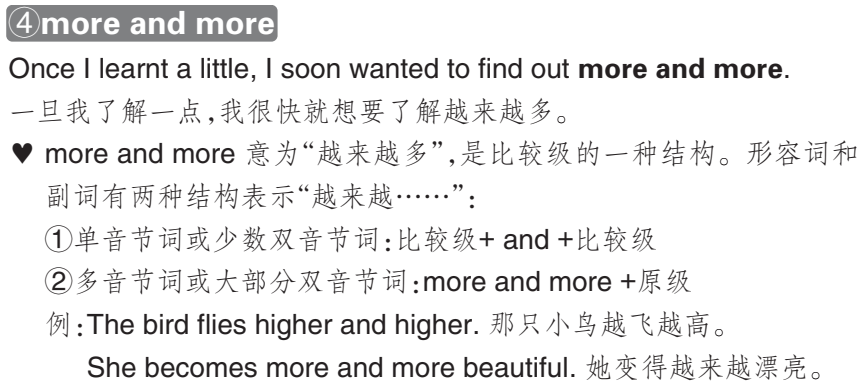 ④more and more
Once I learnt a little, I soon wanted to find out more and more.
一旦我了解一点,我很快就想要了解越来越多。
♥ more and more 意为“越来越多”,是比较级的一种结构。形容词和
副词有两种结构表示“越来越……”:
①单音节词或少数双音节词:比较级+ and +比较级
②多音节词或大部分双音节词:more and more +原级
例:The bird flies higher and higher. 那只小鸟越飞越高。
She becomes more and more beautiful. 她变得越来越漂亮。